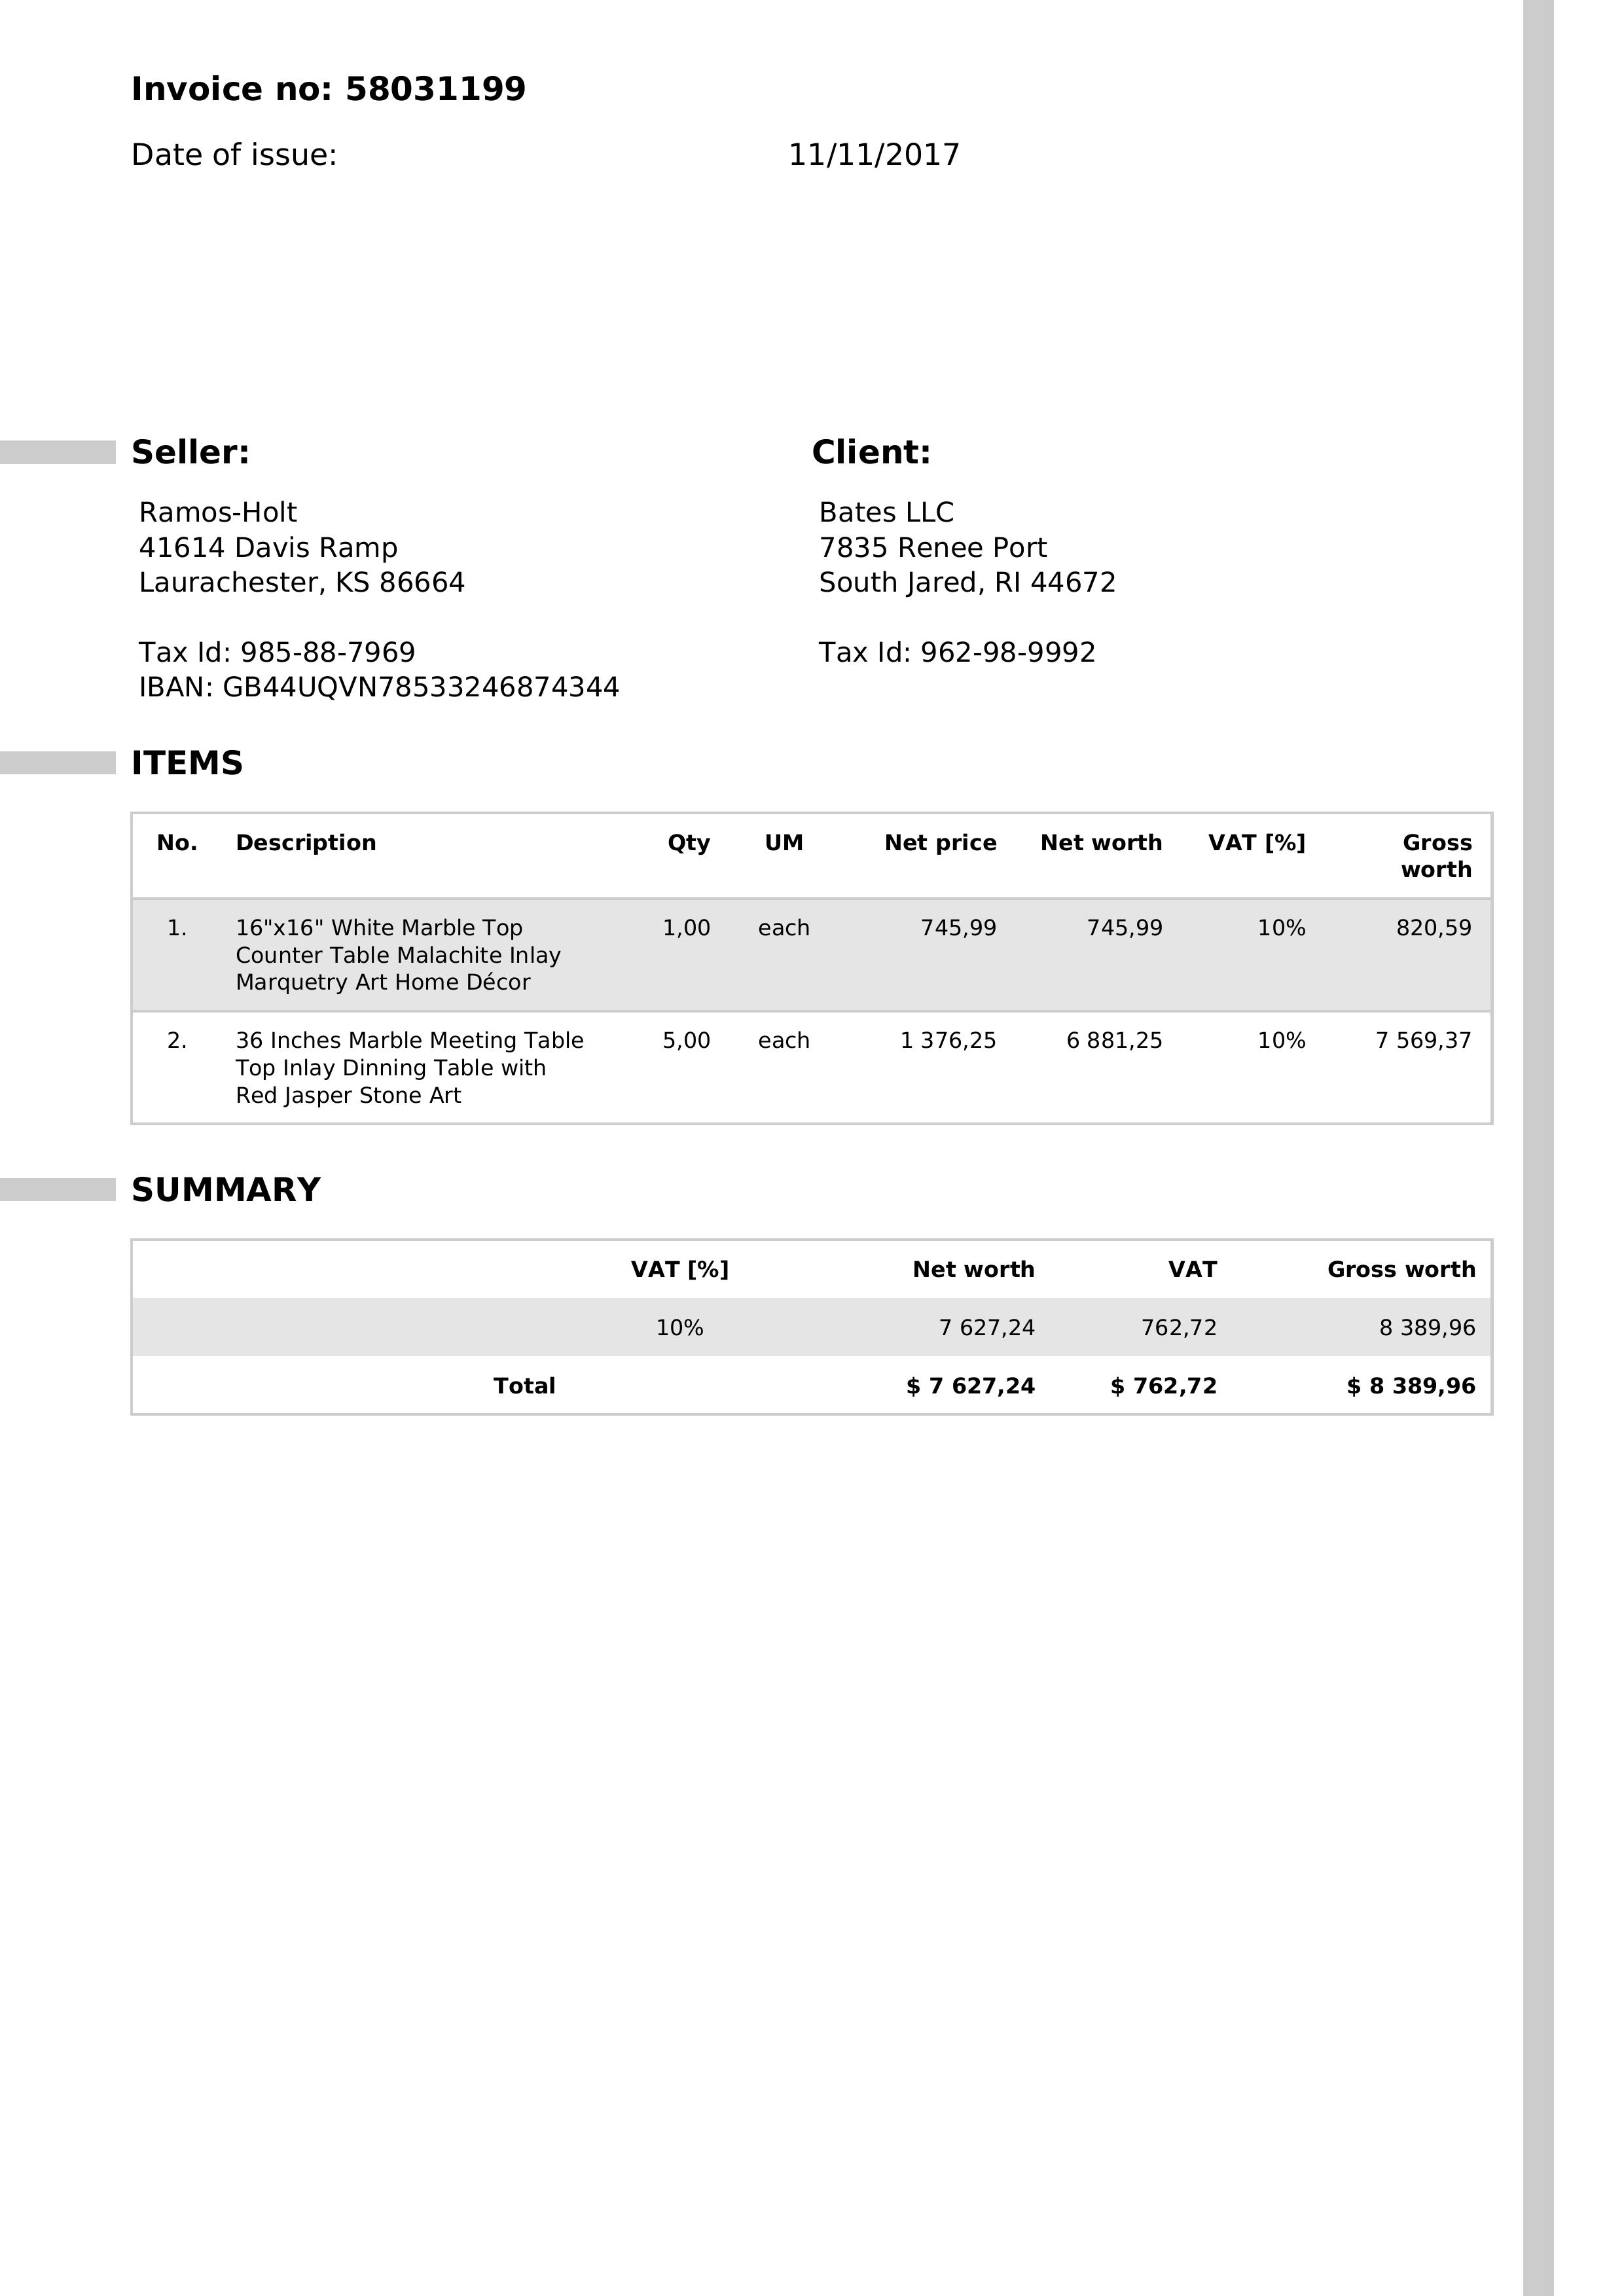 Invoice no: 58031199
Date of issue: 11/11/2017
Seller:
Ramos-Holt
41614 Davis Ramp
Laurachester, KS 86664
Tax Id: 985-88-7969
IBAN: GB44UQVN78533246874344
Client:
Bates LLC
7835 Renee Port
South Jared, RI 44672
Tax Id: 962-98-9992
ITEMS
No. Description Qty UM Net price Net worth VAT [%] Gross
worth
1. 16"x16" White Marble Top 1,00 each 745,99 745,99 10% 820,59
Counter Table Malachite Inlay
Marquetry Art Home Décor
2. 36 Inches Marble Meeting Table 5,00 each 1 376,25 6 881,25 10% 7 569,37
Top Inlay Dinning Table with
Red Jasper Stone Art
SUMMARY
VAT [%] Net worth VAT Gross worth
10% 7 627,24 762,72 8 389,96
Total $ 7 627,24 $ 762,72 $ 8 389,96